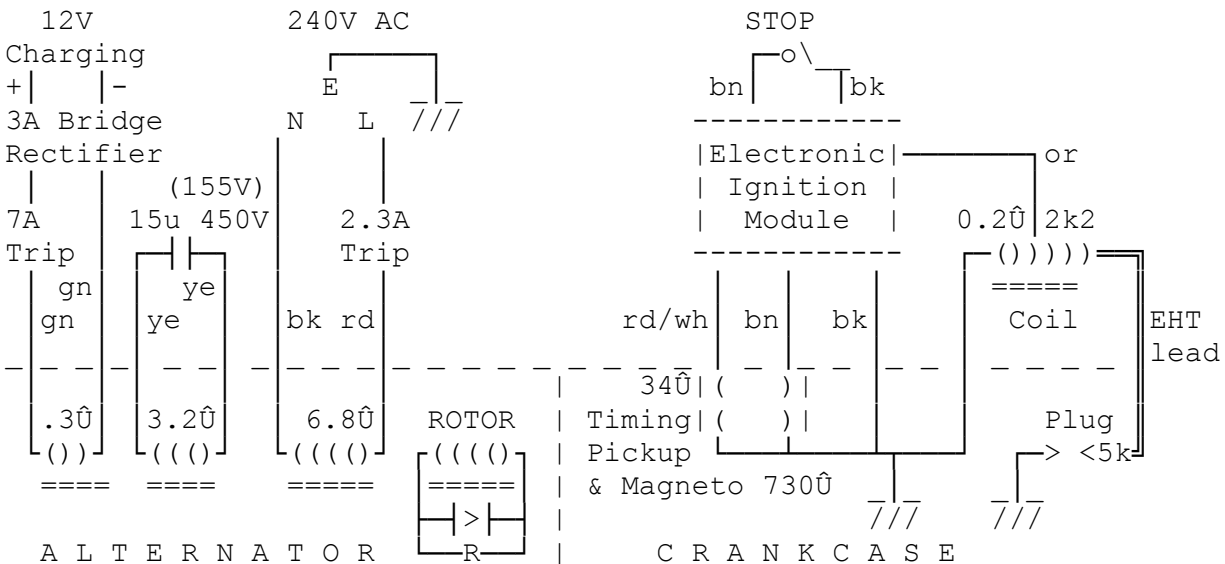 12V 240V AC STOP
Charging
+ - E bn bk
3A Bridge N L
Rectifier Electronic or
(155V) Ignition
7A 15u 450V 2.3A Module 0.2Û 2k2
Trip Trip
gn ye
gn ye bk rd rd/wh bn bk Coil EHT
lead
34Û
.3Û 3.2Û 6.8Û ROTOR Timing Plug
Pickup <5k
& Magneto 730Û
A L T E R N A T O R R C R A N K C A S E